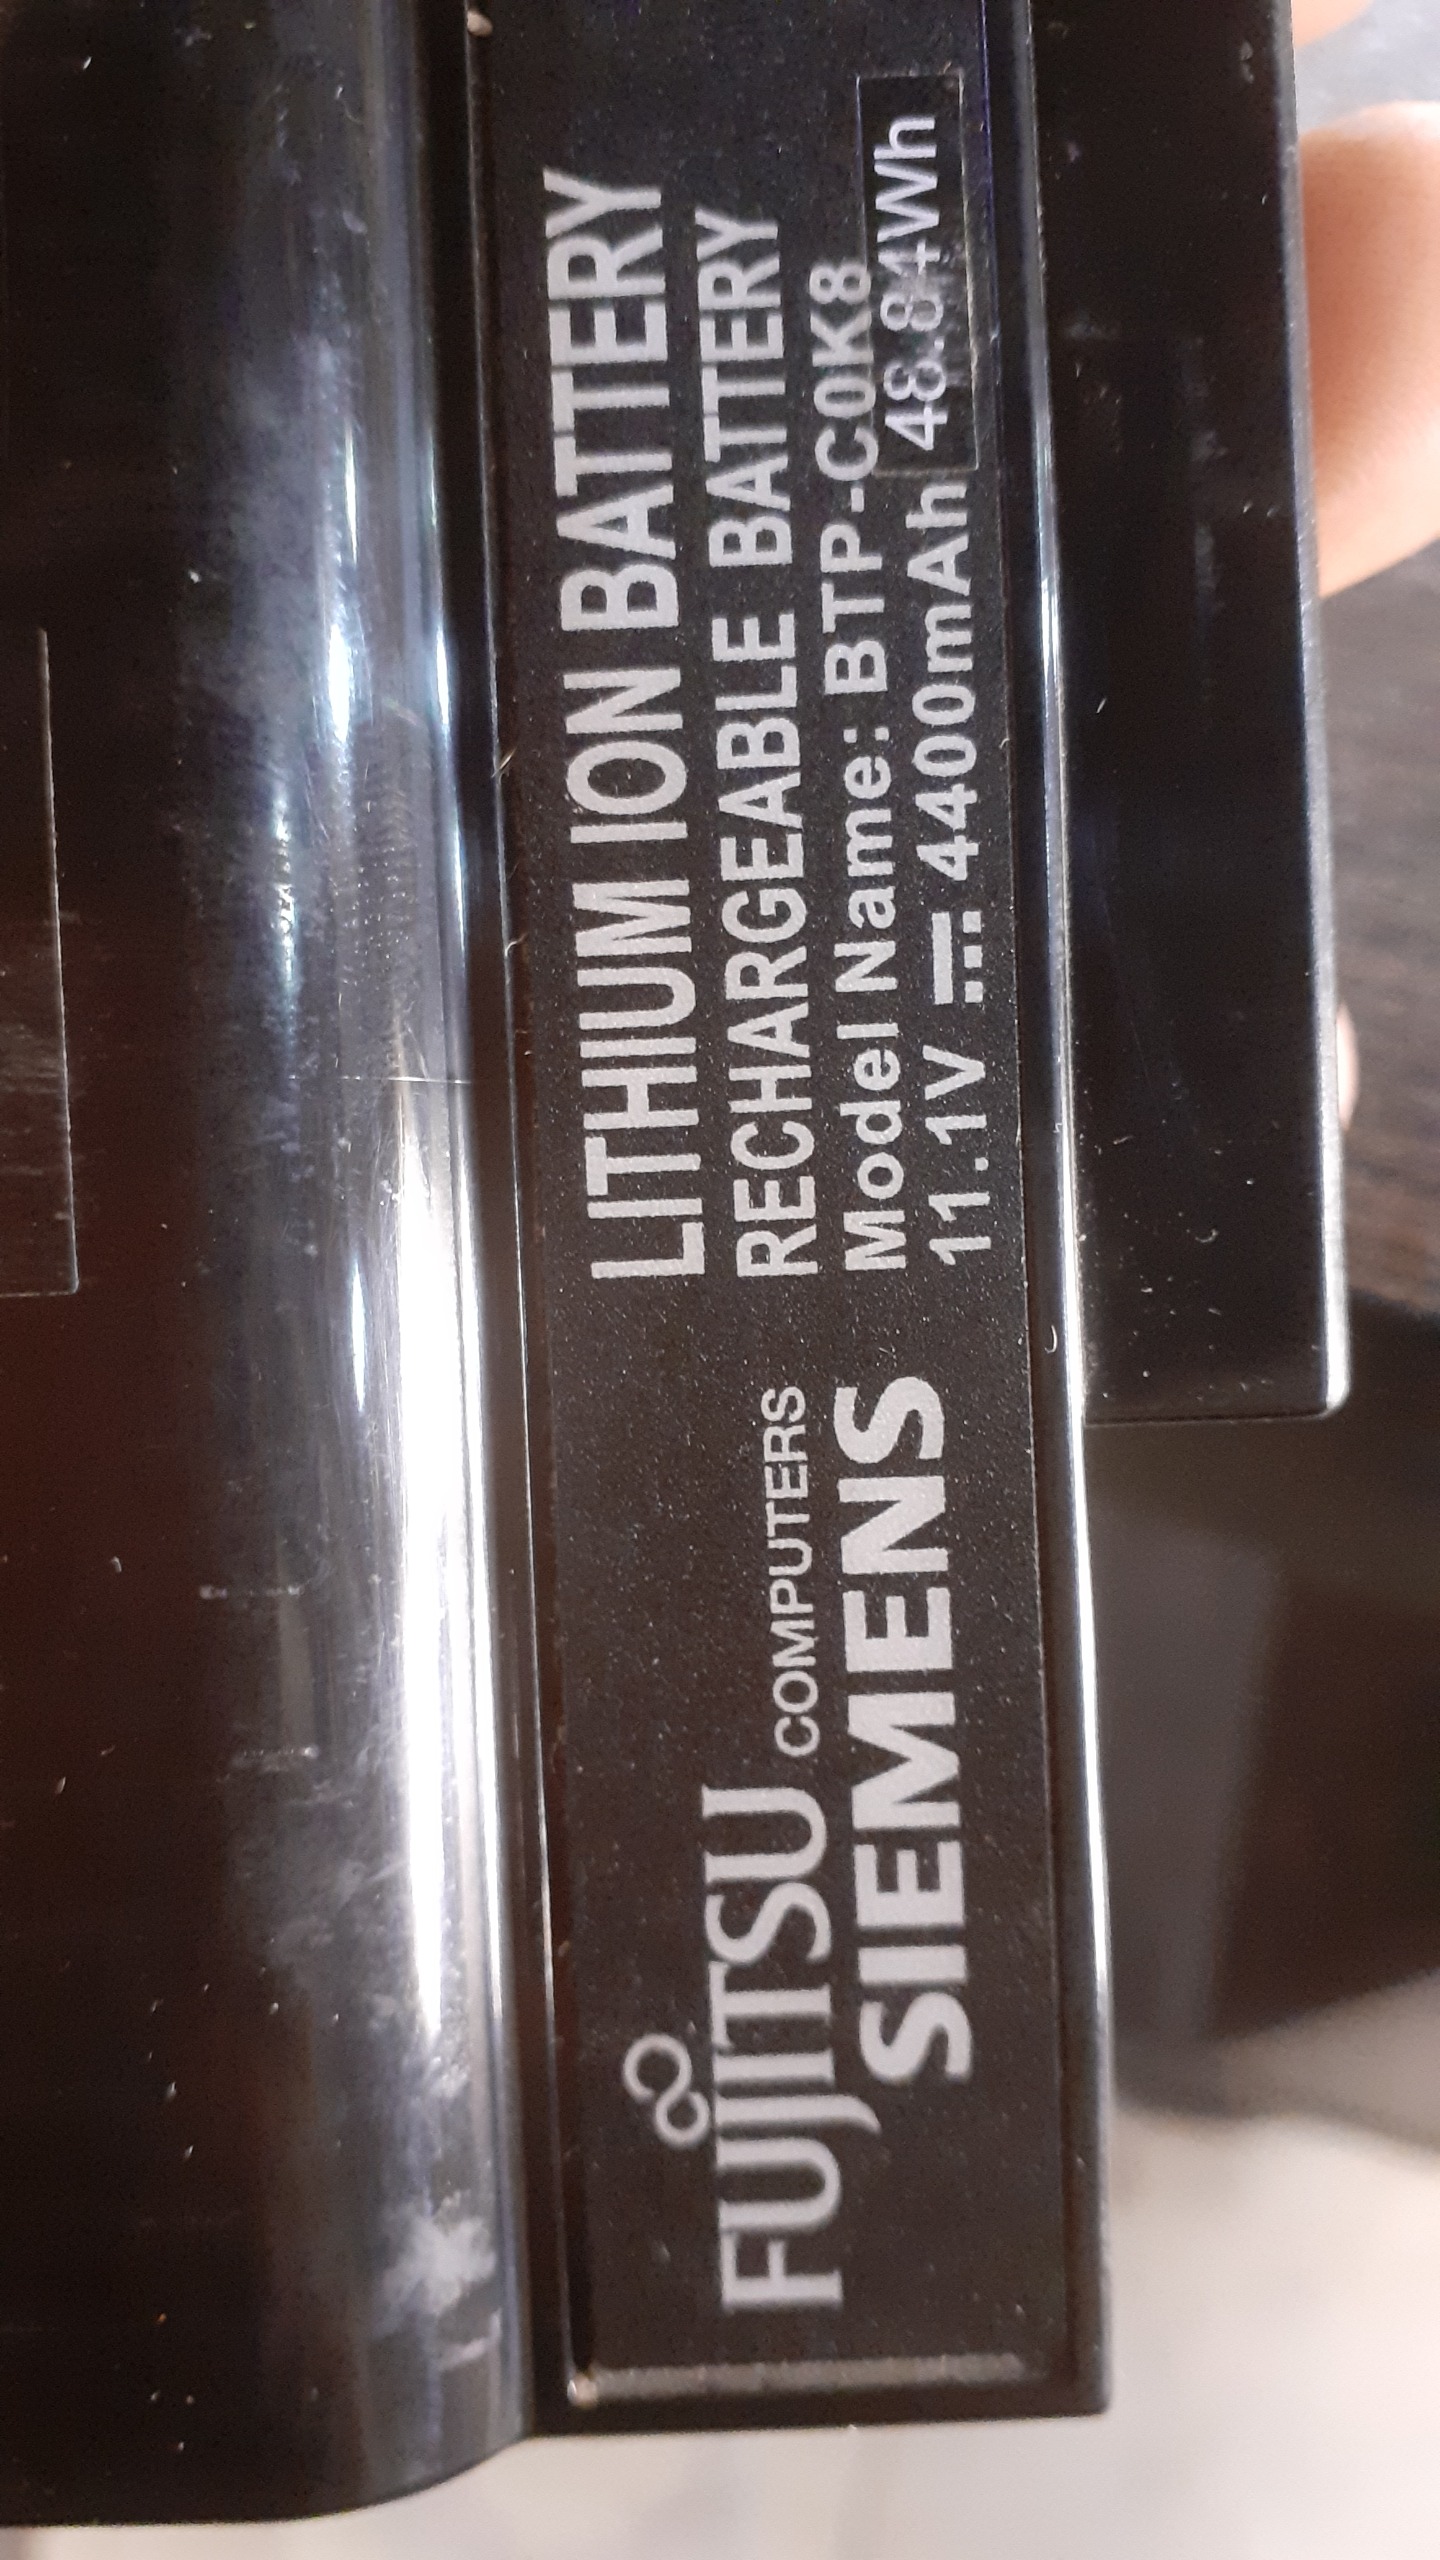 FUJITSU COMPUTERS
SIEMENS
LITHIUM ION BATTERY
RECHARGEABLE BATTERY
Model Name: BTP-C0K8
11.1V ⎓ 4400mAh 48.84Wh